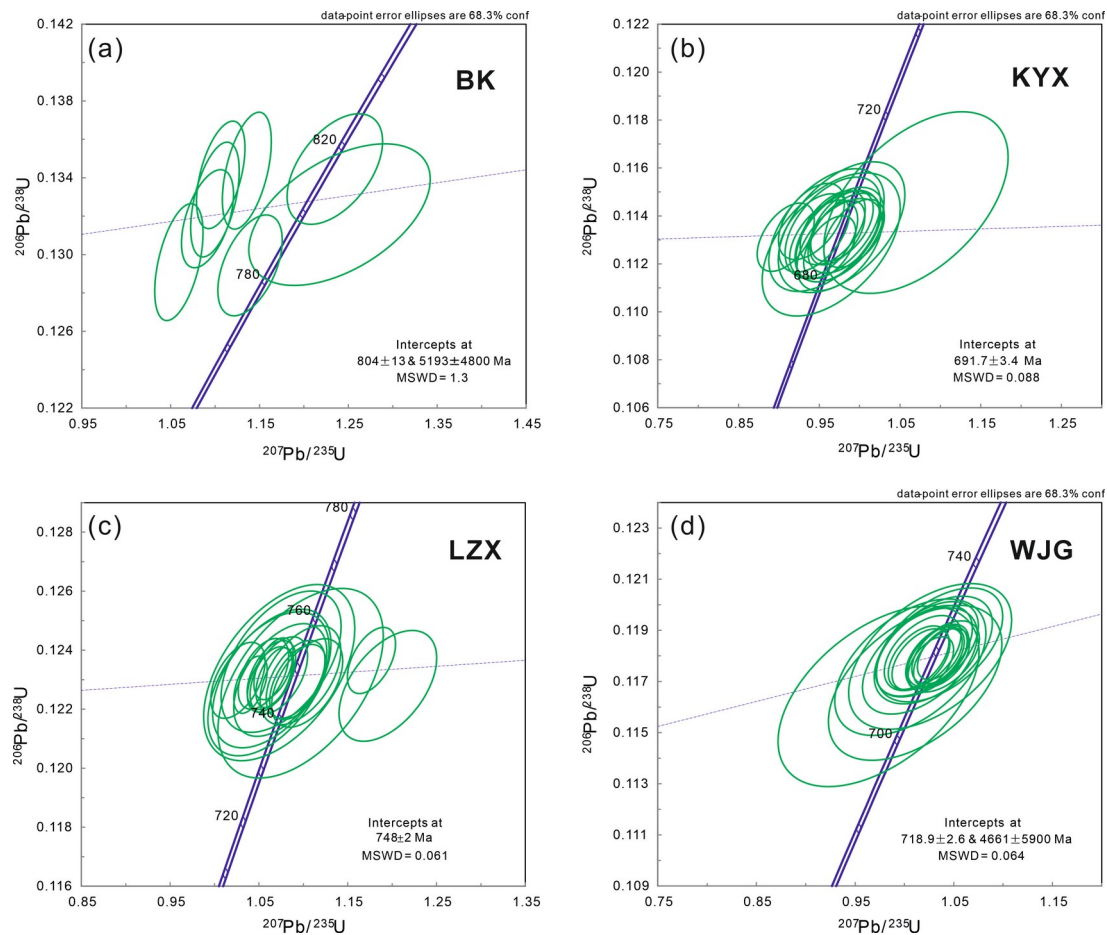 data-point error ellipses are 68.3% conf
(a)
BK
0.142
0.138
0.134
0.130
0.126
0.122
206Pb/238U
820
780
Intercepts at
804±13 & 5193±4800 Ma
MSWD = 1.3
0.95 1.05 1.15 1.25 1.35 1.45
207Pb/235U
data-point error ellipses are 68.3% conf
(b)
KYX
0.122
0.120
0.118
0.116
0.114
0.112
0.110
0.108
0.106
206Pb/238U
720
680
Intercepts at
691.7±3.4 Ma
MSWD = 0.088
0.75 0.85 0.95 1.05 1.15 1.25
207Pb/235U
(c)
LZX
0.128
0.126
0.124
0.122
0.120
0.118
0.116
206Pb/238U
780
760
740
720
Intercepts at
748±2 Ma
MSWD = 0.061
0.85 0.95 1.05 1.15 1.25 1.35
207Pb/235U
data-point error ellipses are 68.3% conf
(d)
WJG
0.123
0.121
0.119
0.117
0.115
0.113
0.111
0.109
206Pb/238U
740
700
Intercepts at
718.9±2.6 & 4661±5900 Ma
MSWD = 0.064
0.75 0.85 0.95 1.05 1.15
207Pb/235U